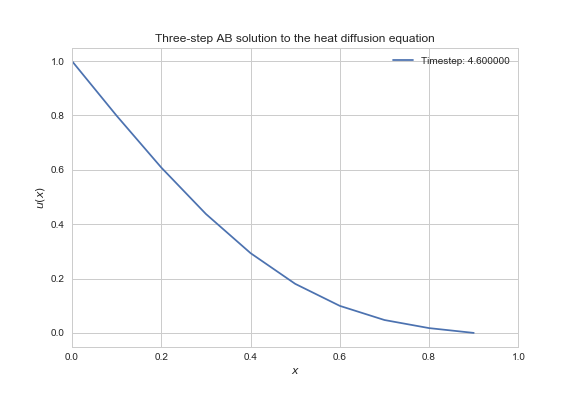 Three-step AB solution to the heat diffusion equation
Timestep: 4.600000
1.0
0.8
0.6
0.4
0.2
0.0
u(x)
0.0 0.2 0.4 0.6 0.8 1.0
x